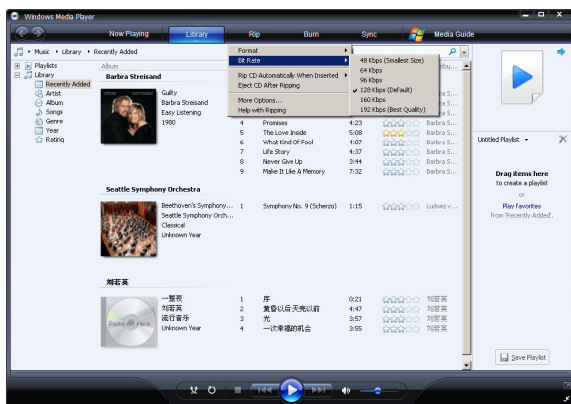 Windows Media Player
Now Playing
Library
Rip
Burn
Sync
Media Guide
Music ▸ Library ▸ Recently Added
Format
Bit Rate
Rip CD Automatically When Inserted
Eject CD After Ripping
More Options...
Help with Ripping
48 Kbps (Smallest Size)
64 Kbps
96 Kbps
128 Kbps (Default)
160 Kbps
192 Kbps (Best Quality)
Playlists
Library
Recently Added
Artist
Album
Songs
Genre
Year
Rating
Album
Barbra Streisand
Guilty
Barbra Streisand
Easy Listening
1980
4 Promises 4:23 Barbra S...
5 The Love Inside 5:08 Barbra S...
6 What Kind Of Fool 4:07 Barbra S...
7 Life Story 4:37 Barbra S...
8 Never Give Up 3:44 Barbra S...
9 Make It Like A Memory 7:32 Barbra S...
Seattle Symphony Orchestra
Beethoven's Symphony... 1 Symphony No. 9 (Scherzo) 1:15 Ludwig v...
Seattle Symphony Orch...
Classical
Unknown Year
刘若英
Paste Art Here
一整夜 1 序 0:21 刘若英
刘若英 2 黄昏以后 天亮以前 4:47 刘若英
流行音乐 3 光 3:57 刘若英
Unknown Year 4 一次幸福的机会 3:55 刘若英
Untitled Playlist
Drag items here
to create a playlist
or
Play Favorites
from 'Recently Added'.
Save Playlist